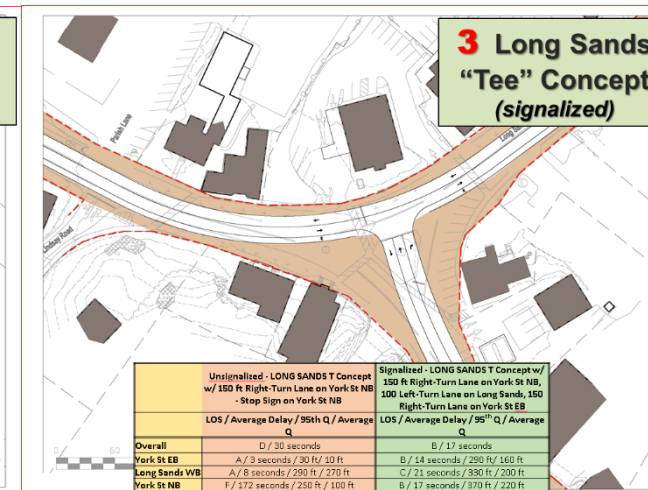 3 Long Sands
"Tee" Concept
(signalized)
Parish Lane
Long San
Lindsay Road
Unsignalized - LONG SANDS T Concept
w/ 150 ft Right-Turn Lane on York St NB
- Stop Sign on York St NB
Signalized - LONG SANDS T Concept w/
150 ft Right-Turn Lane on York St NB,
100 Left-Turn Lane on Long Sands, 150
Right-Turn Lane on York St EB
LOS / Average Delay / 95th Q / Average
Q
LOS / Average Delay / 95th Q / Average
Q
Overall D / 30 seconds B / 17 seconds
York St EB A / 3 seconds / 30 ft/ 10 ft B / 14 seconds / 290 ft/ 160 ft
Long Sands WB A / 8 seconds / 290 ft / 270 ft C / 21 seconds / 330 ft / 200 ft
York St NB F / 172 seconds / 250 ft / 100 ft B / 17 seconds / 370 ft / 220 ft
0 60